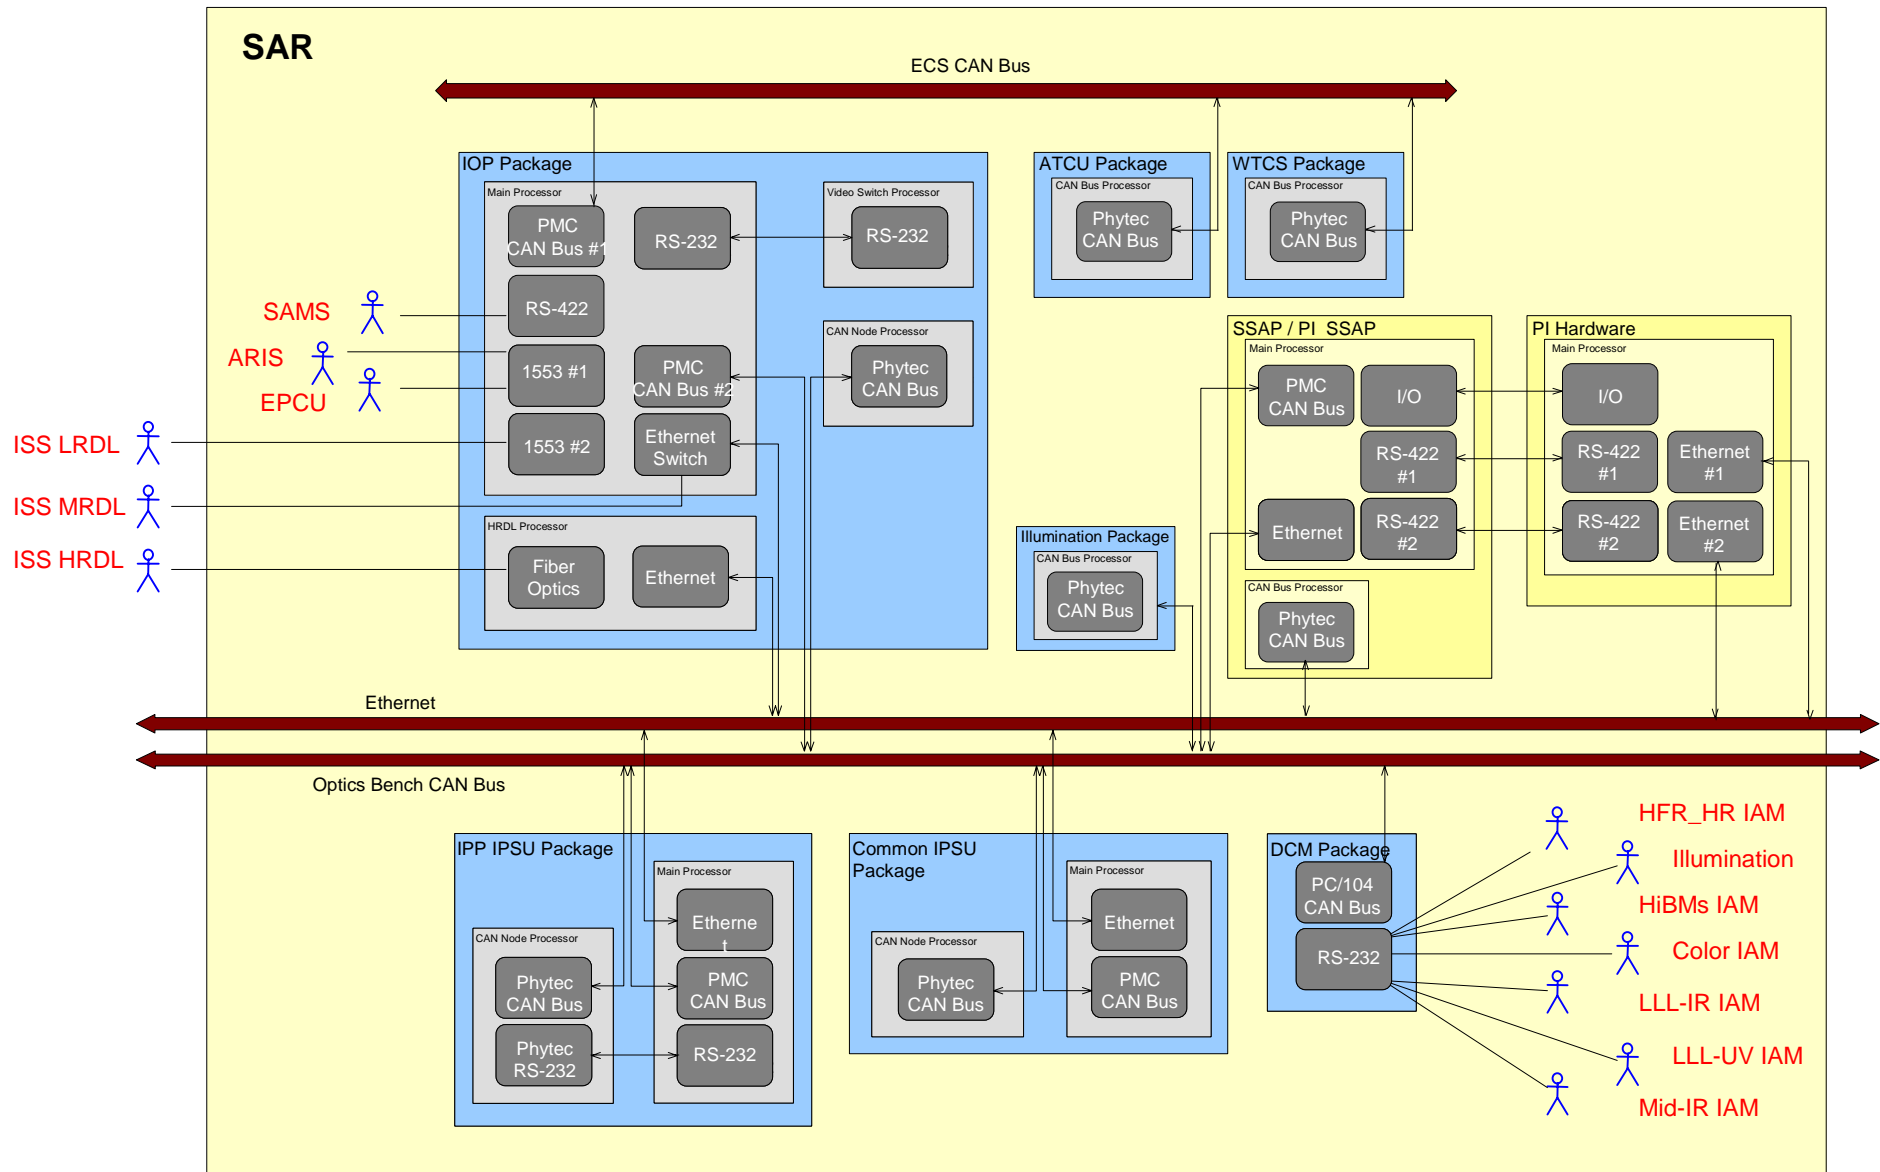 SAR
ECS CAN Bus
IOP Package
Main Processor
PMC
CAN Bus #1
RS-232
Video Switch Processor
RS-232
RS-422
1553 #1
PMC
CAN Bus #2
CAN Node Processor
Phytec
CAN Bus
1553 #2
Ethernet
Switch
HRDL Processor
Fiber
Optics
Ethernet
SAMS
ARIS
EPCU
ISS LRDL
ISS MRDL
ISS HRDL
ATCU Package
CAN Bus Processor
Phytec
CAN Bus
WTCS Package
CAN Bus Processor
Phytec
CAN Bus
SSAP / PI SSAP
Main Processor
PMC
CAN Bus
I/O
RS-422
#1
Ethernet
RS-422
#2
CAN Bus Processor
Phytec
CAN Bus
PI Hardware
Main Processor
I/O
RS-422
#1
Ethernet
#1
RS-422
#2
Ethernet
#2
Illumination Package
CAN Bus Processor
Phytec
CAN Bus
Ethernet
Optics Bench CAN Bus
IPP IPSU Package
Main Processor
Etherne
t
CAN Node Processor
Phytec
CAN Bus
PMC
CAN Bus
Phytec
RS-232
RS-232
Common IPSU
Package
Main Processor
Ethernet
CAN Node Processor
Phytec
CAN Bus
PMC
CAN Bus
DCM Package
PC/104
CAN Bus
RS-232
HFR_HR IAM
Illumination
HiBMs IAM
Color IAM
LLL-IR IAM
LLL-UV IAM
Mid-IR IAM